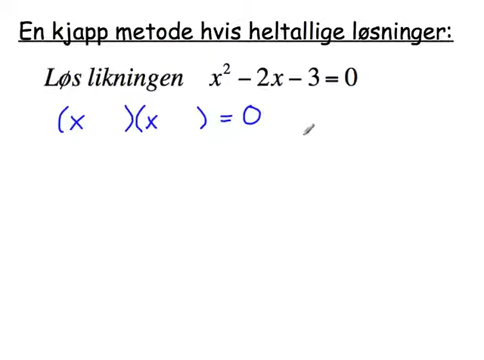 En kjapp metode hvis heltallige løsninger:
Løs likningen x² − 2x − 3 = 0
(x )(x ) = 0